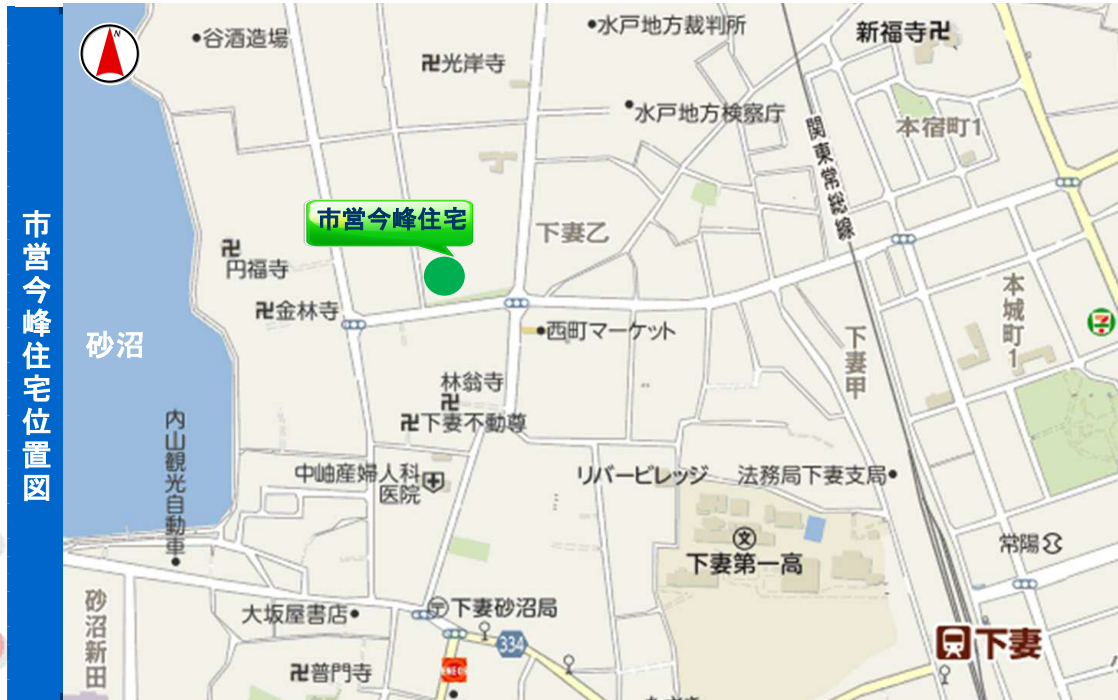 市営今峰住宅位置図
N
谷酒造場
水戸地方裁判所
新福寺
光岸寺
水戸地方検察庁
本宿町1
関東常総線
市営今峰住宅
下妻乙
円福寺
金林寺
砂沼
西町マーケット
本城町1
下妻甲
林翁寺
下妻不動尊
内山観光自動車
中山産婦人科
医院
リバービレッジ
法務局下妻支局
文
下妻第一高
常陽
砂沼新田
大坂屋書店
下妻砂沼局
334
下妻
普門寺
ENEOS